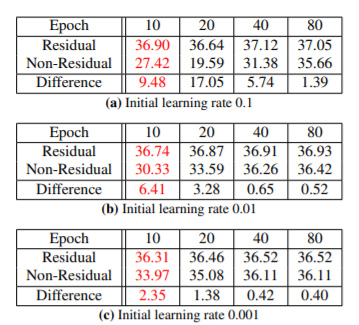 Epoch 10 20 40 80
Residual 36.90 36.64 37.12 37.05
Non-Residual 27.42 19.59 31.38 35.66
Difference 9.48 17.05 5.74 1.39
(a) Initial learning rate 0.1
Epoch 10 20 40 80
Residual 36.74 36.87 36.91 36.93
Non-Residual 30.33 33.59 36.26 36.42
Difference 6.41 3.28 0.65 0.52
(b) Initial learning rate 0.01
Epoch 10 20 40 80
Residual 36.31 36.46 36.52 36.52
Non-Residual 33.97 35.08 36.11 36.11
Difference 2.35 1.38 0.42 0.40
(c) Initial learning rate 0.001